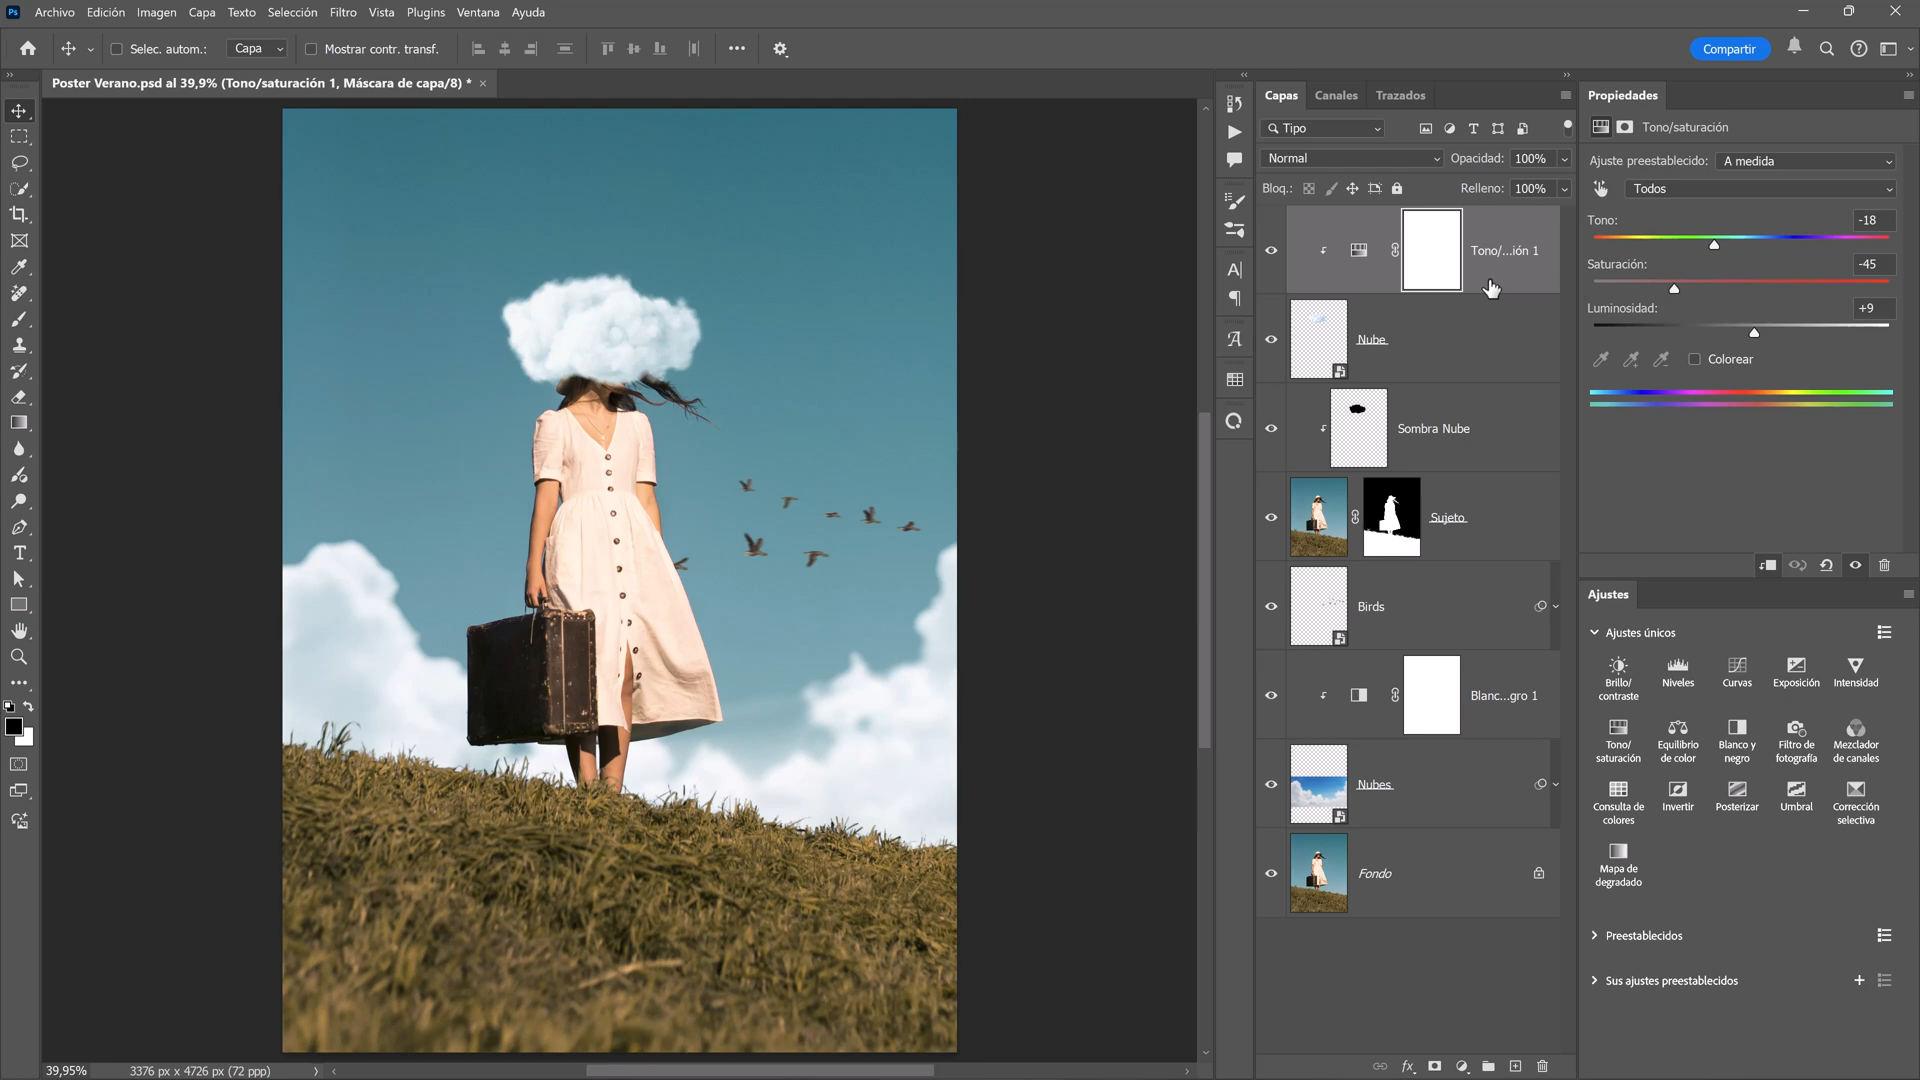 Ps Archivo Edición Imagen Capa Texto Selección Filtro Vista Plugins Ventana Ayuda
Selec. autom.: Capa Mostrar contr. transf. Compartir
Poster Verano.psd al 39,9% (Tono/saturación 1, Máscara de capa/8) *
Capas Canales Trazados
Tipo
Normal Opacidad: 100%
Bloq.: Relleno: 100%
Tono/...ión 1
Nube
Sombra Nube
Sujeto
Birds
Blanc...gro 1
Nubes
Fondo
fx
Propiedades
Tono/saturación
Ajuste preestablecido: A medida
Todos
Tono: -18
Saturación: -45
Luminosidad: +9
Colorear
Ajustes
Ajustes únicos
Brillo/
contraste
Niveles
Curvas
Exposición
Intensidad
Tono/
saturación
Equilibrio
de color
Blanco y
negro
Filtro de
fotografía
Mezclador
de canales
Consulta de
colores
Invertir
Posterizar
Umbral
Corrección
selectiva
Mapa de
degradado
Preestablecidos
Sus ajustes preestablecidos
39,95% 3376 px x 4726 px (72 ppp)